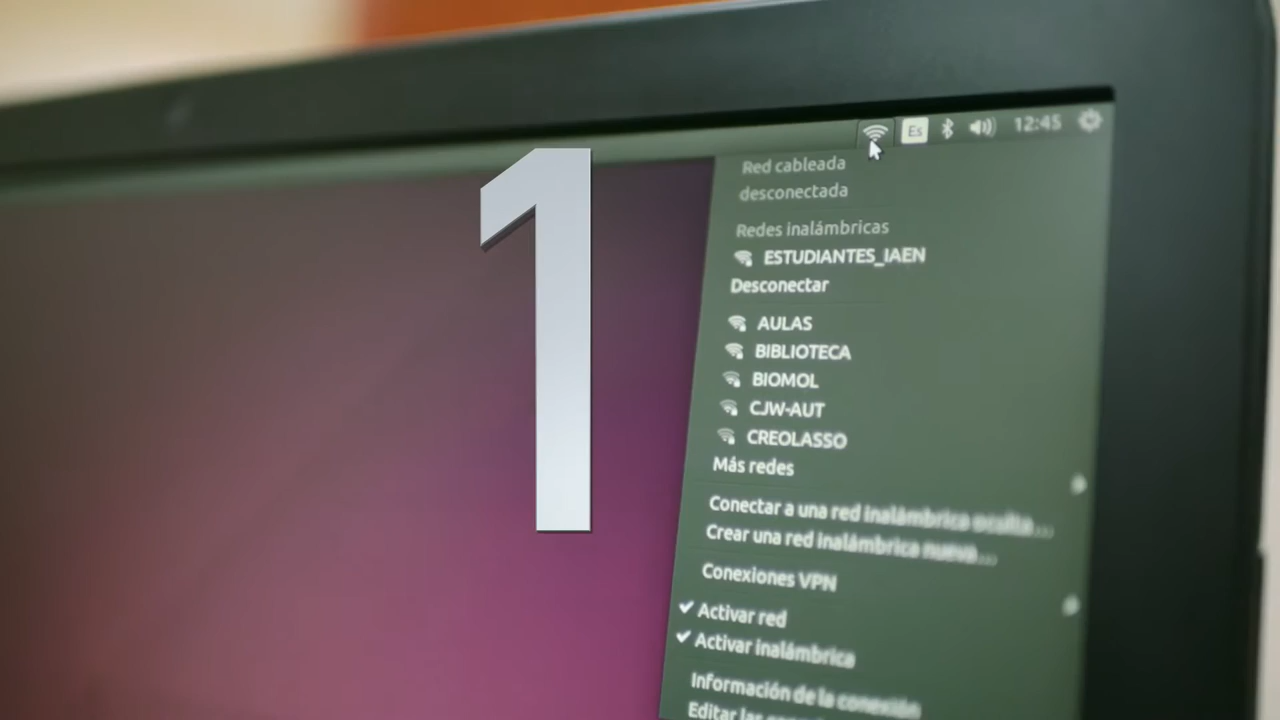 Es 12:45
1
Red cableada
desconectada
Redes inalámbricas
ESTUDIANTES_IAEN
Desconectar
AULAS
BIBLIOTECA
BIOMOL
CJW-AUT
CREOLASSO
Más redes
Conectar a una red inalámbrica oculta...
Crear una red inalámbrica nueva...
Conexiones VPN
Activar red
Activar inalámbrica
Información de la conexión
Editar las